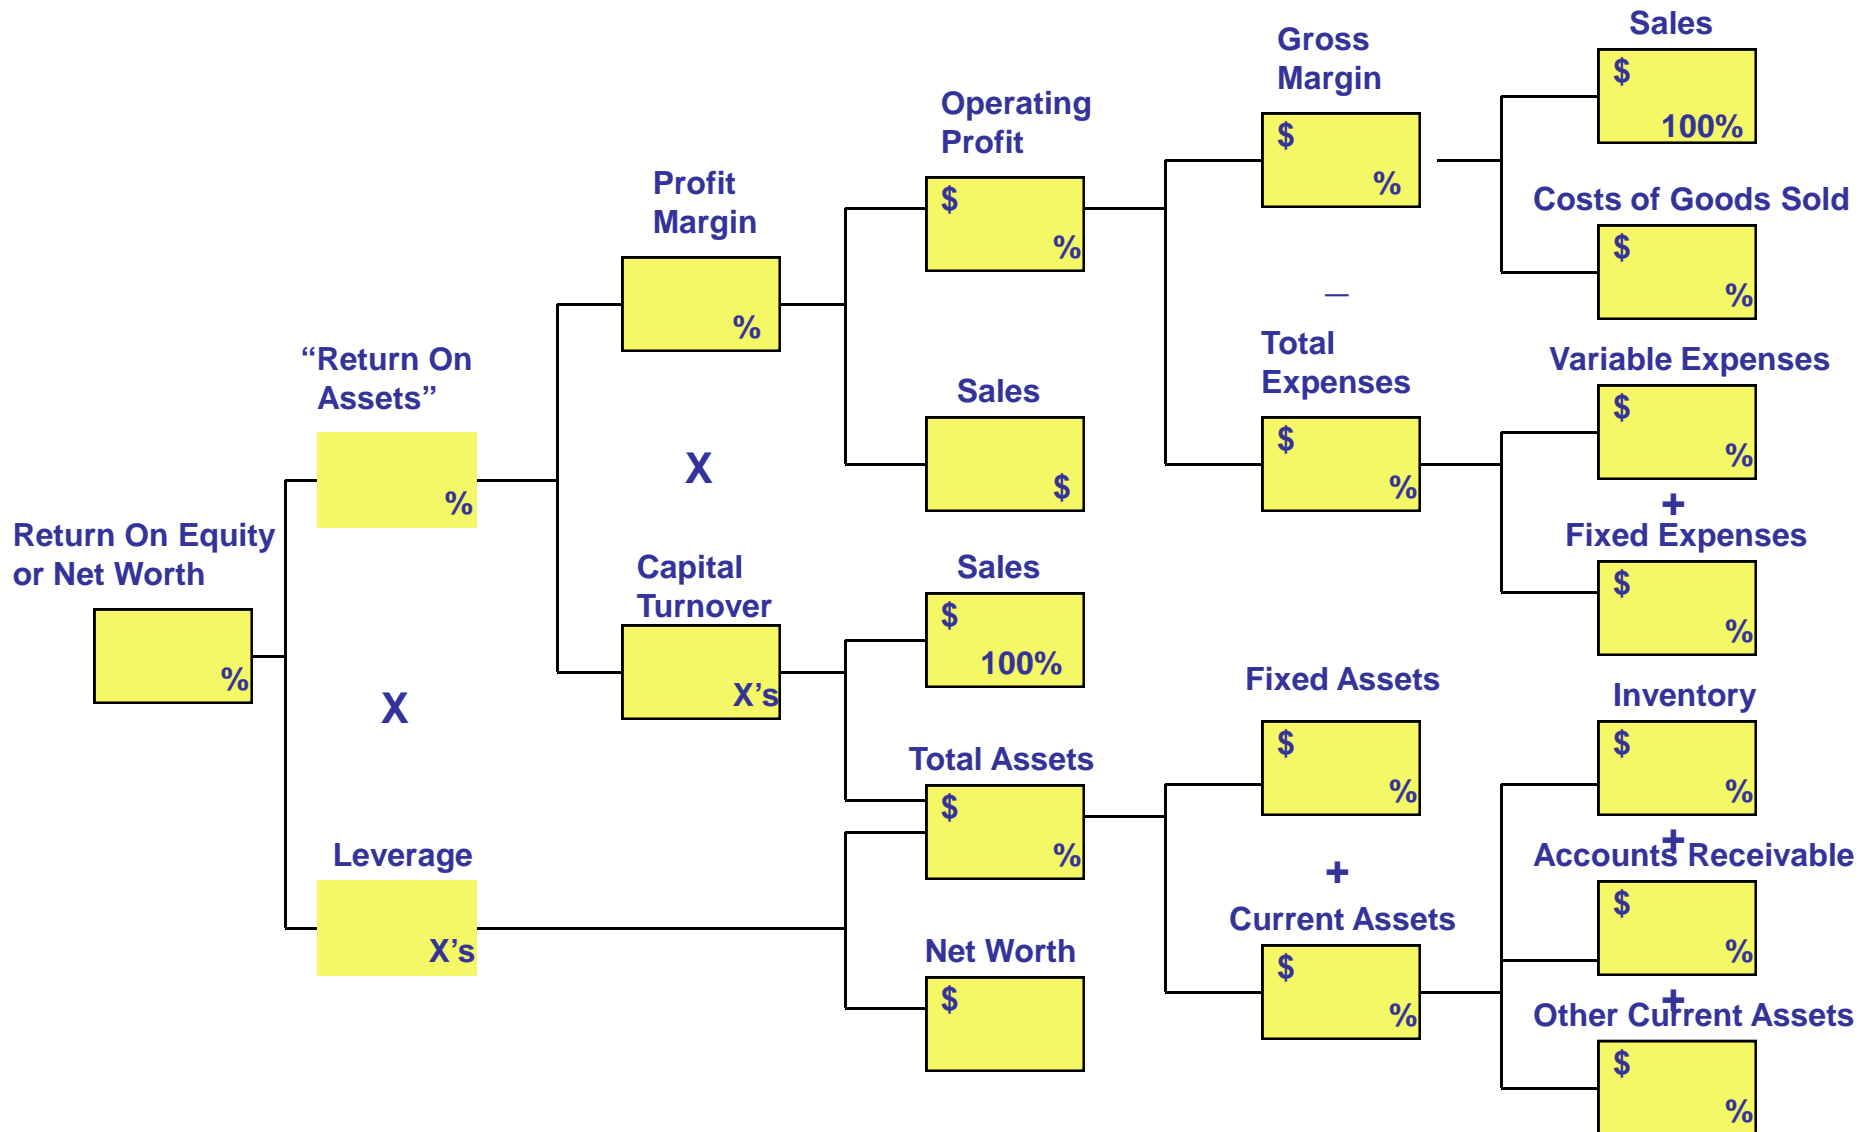 Sales
$
100%
Gross
Margin
$
%
Operating
Profit
$
%
Costs of Goods Sold
$
%
Profit
Margin
%
–
Total
Expenses
$
%
Variable Expenses
$
%
+
Fixed Expenses
$
%
“Return On
Assets”
%
X
Sales
$
Return On Equity
or Net Worth
%
X
Capital
Turnover
X’s
Sales
$
100%
Total Assets
$
%
Fixed Assets
$
%
+
Current Assets
$
%
Inventory
$
%
+
Accounts Receivable
$
%
+
Other Current Assets
$
%
Leverage
X’s
Net Worth
$